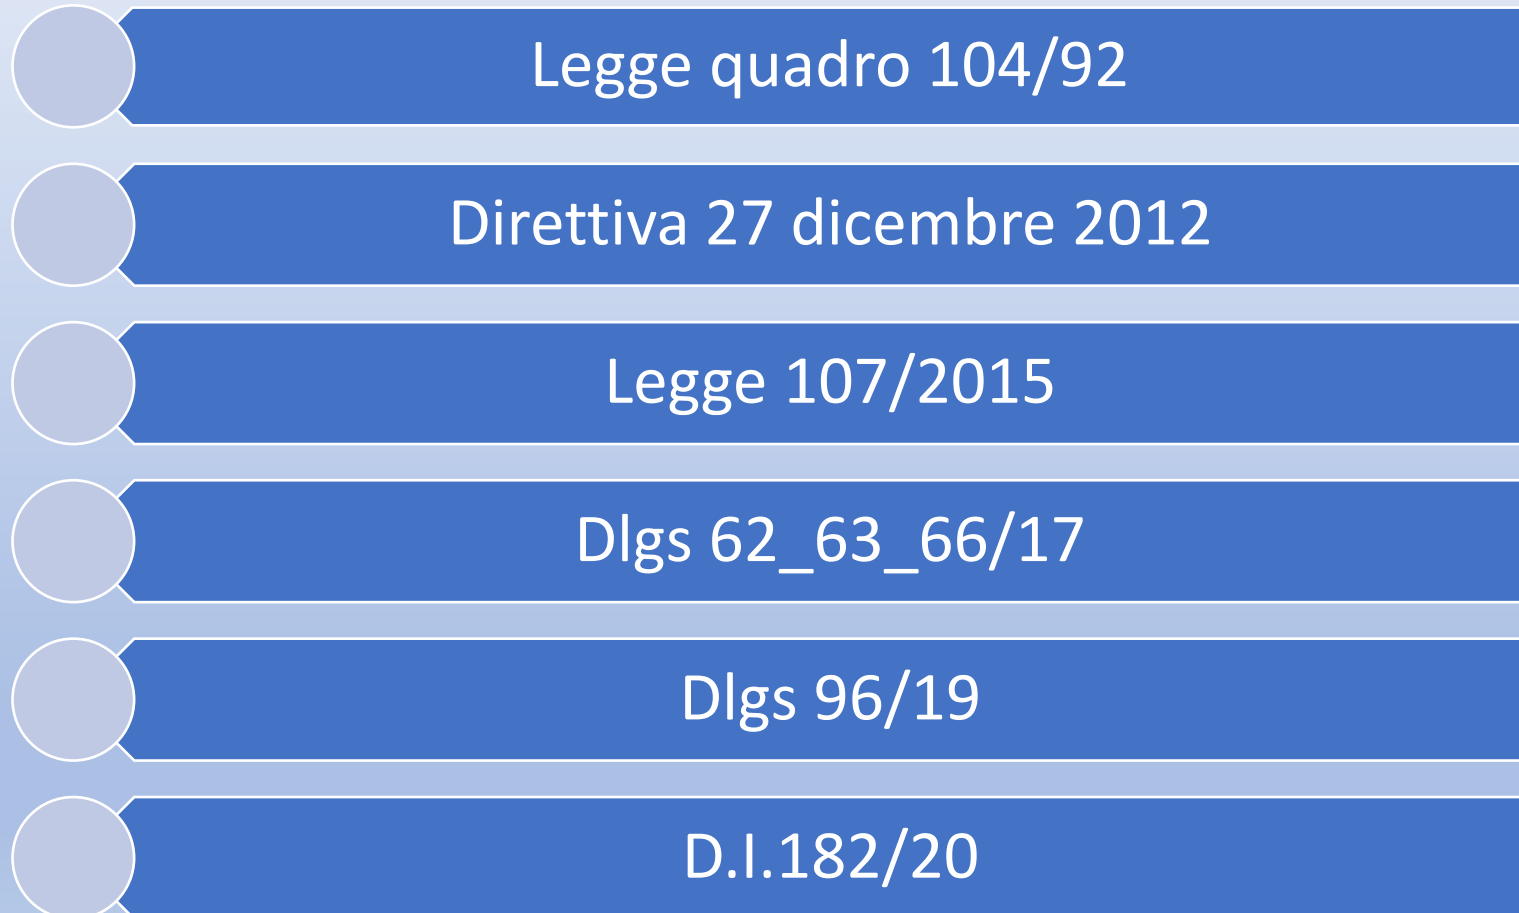 Legge quadro 104/92
Direttiva 27 dicembre 2012
Legge 107/2015
Dlgs 62_63_66/17
Dlgs 96/19
D.I.182/20